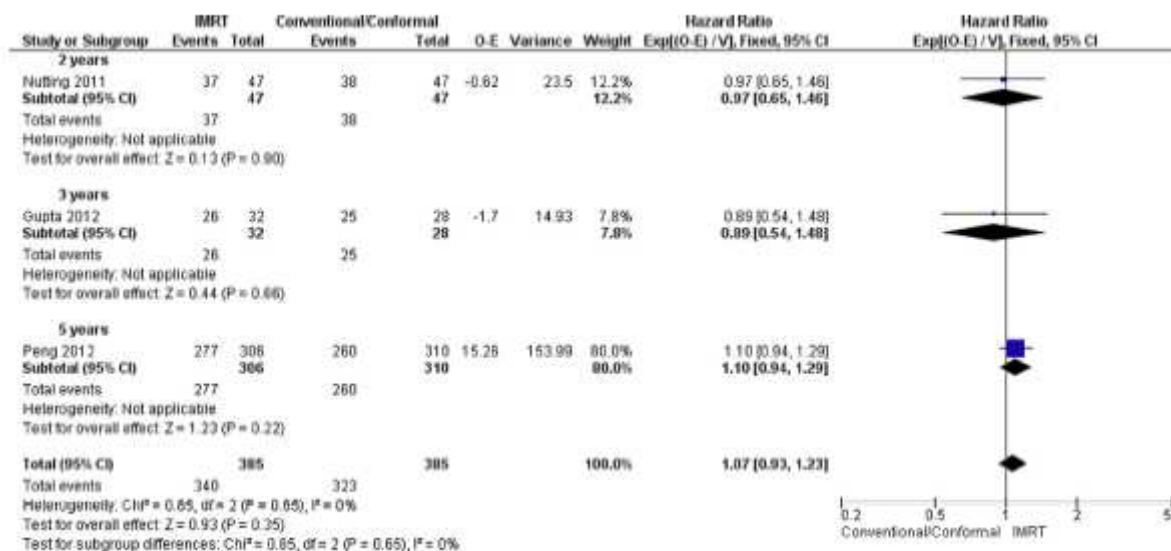 IMRT Conventional/Conformal Hazard Ratio Hazard Ratio
Study or Subgroup Events Total Events Total O-E Variance Weight Exp[(O-E) / V], Fixed, 95% CI Exp[(O-E) / V], Fixed, 95% CI
2 years
Nutting 2011 37 47 38 47 -0.62 23.5 12.2% 0.97 [0.65, 1.46]
Subtotal (95% CI) 47 47 12.2% 0.97 [0.65, 1.46]
Total events 37 38
Heterogeneity: Not applicable
Test for overall effect: Z = 0.13 (P = 0.90)
3 years
Gupta 2012 26 32 25 28 -1.7 14.93 7.8% 0.89 [0.54, 1.48]
Subtotal (95% CI) 32 28 7.8% 0.89 [0.54, 1.48]
Total events 26 25
Heterogeneity: Not applicable
Test for overall effect: Z = 0.44 (P = 0.66)
5 years
Peng 2012 277 306 260 310 15.28 153.99 80.0% 1.10 [0.94, 1.29]
Subtotal (95% CI) 306 310 80.0% 1.10 [0.94, 1.29]
Total events 277 260
Heterogeneity: Not applicable
Test for overall effect: Z = 1.23 (P = 0.22)
Total (95% CI) 385 385 100.0% 1.07 [0.93, 1.23]
Total events 340 323
Heterogeneity: Chi² = 0.85, df = 2 (P = 0.65); I² = 0%
Test for overall effect: Z = 0.93 (P = 0.35)
Test for subgroup differences: Chi² = 0.85, df = 2 (P = 0.65), I² = 0%
0.2 0.5 1 2 5
Conventional/Conformal IMRT